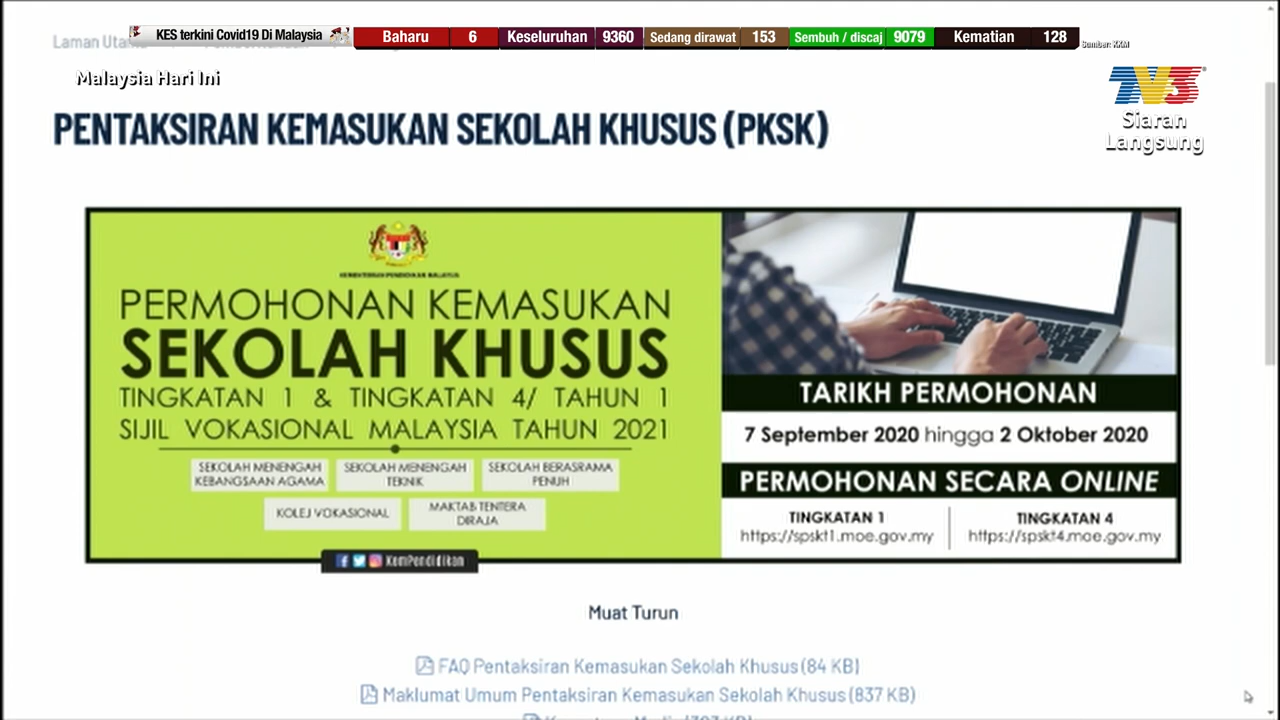 KES terkini Covid19 Di Malaysia Baharu 6 Keseluruhan 9360 Sedang dirawat 153 Sembuh / discaj 9079 Kematian 128
Sumber: KKM
Laman Utama
Malaysia Hari Ini
TV3
Siaran
Langsung
PENTAKSIRAN KEMASUKAN SEKOLAH KHUSUS (PKSK)
KEMENTERIAN PENDIDIKAN MALAYSIA
PERMOHONAN KEMASUKAN
SEKOLAH KHUSUS
TINGKATAN 1 & TINGKATAN 4/ TAHUN 1
SIJIL VOKASIONAL MALAYSIA TAHUN 2021
SEKOLAH MENENGAH
KEBANGSAAN AGAMA
SEKOLAH MENENGAH
TEKNIK
SEKOLAH BERASRAMA
PENUH
KOLEJ VOKASIONAL
MAKTAB TENTERA
DIRAJA
KemPendidikan
TARIKH PERMOHONAN
7 September 2020 hingga 2 Oktober 2020
PERMOHONAN SECARA ONLINE
TINGKATAN 1
https://spskt1.moe.gov.my
TINGKATAN 4
https://spskt4.moe.gov.my
Muat Turun
FAQ Pentaksiran Kemasukan Sekolah Khusus (84 KB)
Maklumat Umum Pentaksiran Kemasukan Sekolah Khusus (837 KB)